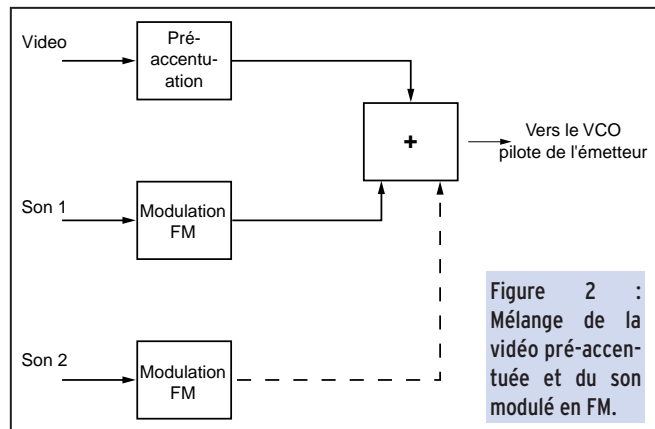 Video
Pré-
accentu-
ation
+
Vers le VCO
pilote de l'émetteur
Son 1
Modulation
FM
Son 2
Modulation
FM
Figure 2 :
Mélange de la
vidéo pré-accen-
tuée et du son
modulé en FM.